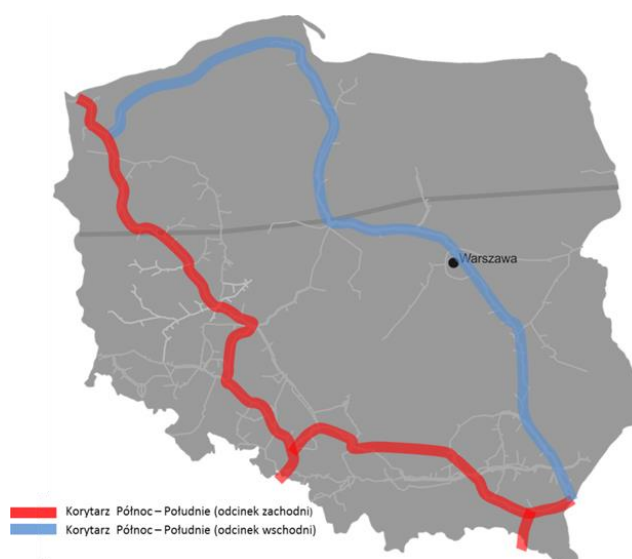 Warszawa
Korytarz Północ – Południe (odcinek zachodni)
Korytarz Północ – Południe (odcinek wschodni)